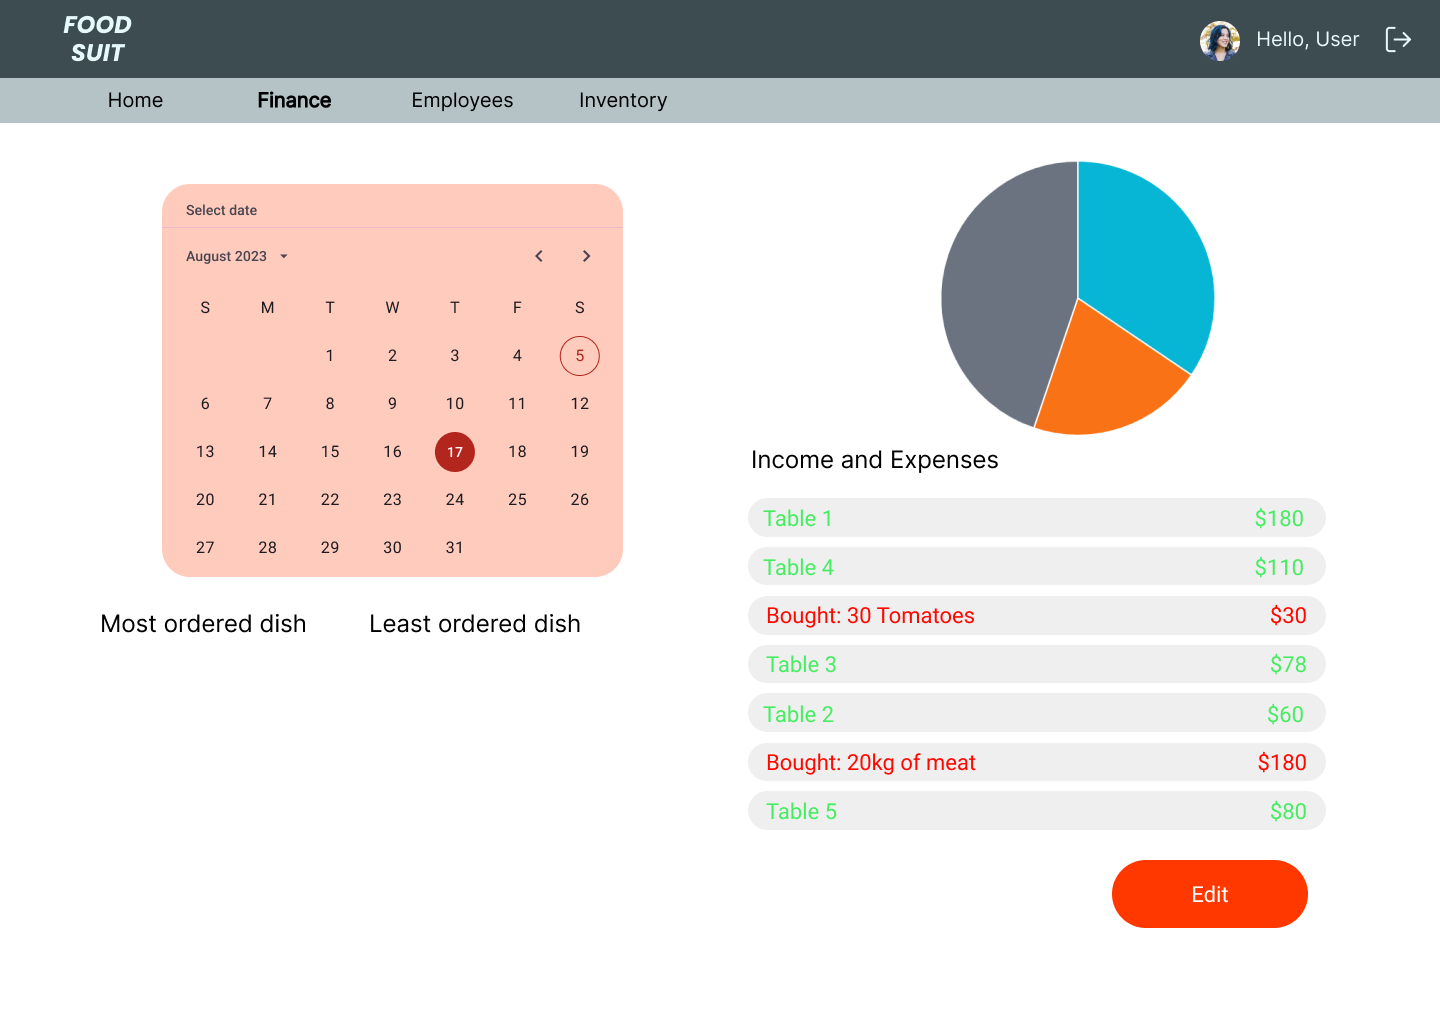 FOOD
SUIT
Hello, User
Home Finance Employees Inventory
Select date
August 2023
S M T W T F S
1 2 3 4 5
6 7 8 9 10 11 12
13 14 15 16 17 18 19
20 21 22 23 24 25 26
27 28 29 30 31
Most ordered dish Least ordered dish
Income and Expenses
Table 1 $180
Table 4 $110
Bought: 30 Tomatoes $30
Table 3 $78
Table 2 $60
Bought: 20kg of meat $180
Table 5 $80
Edit